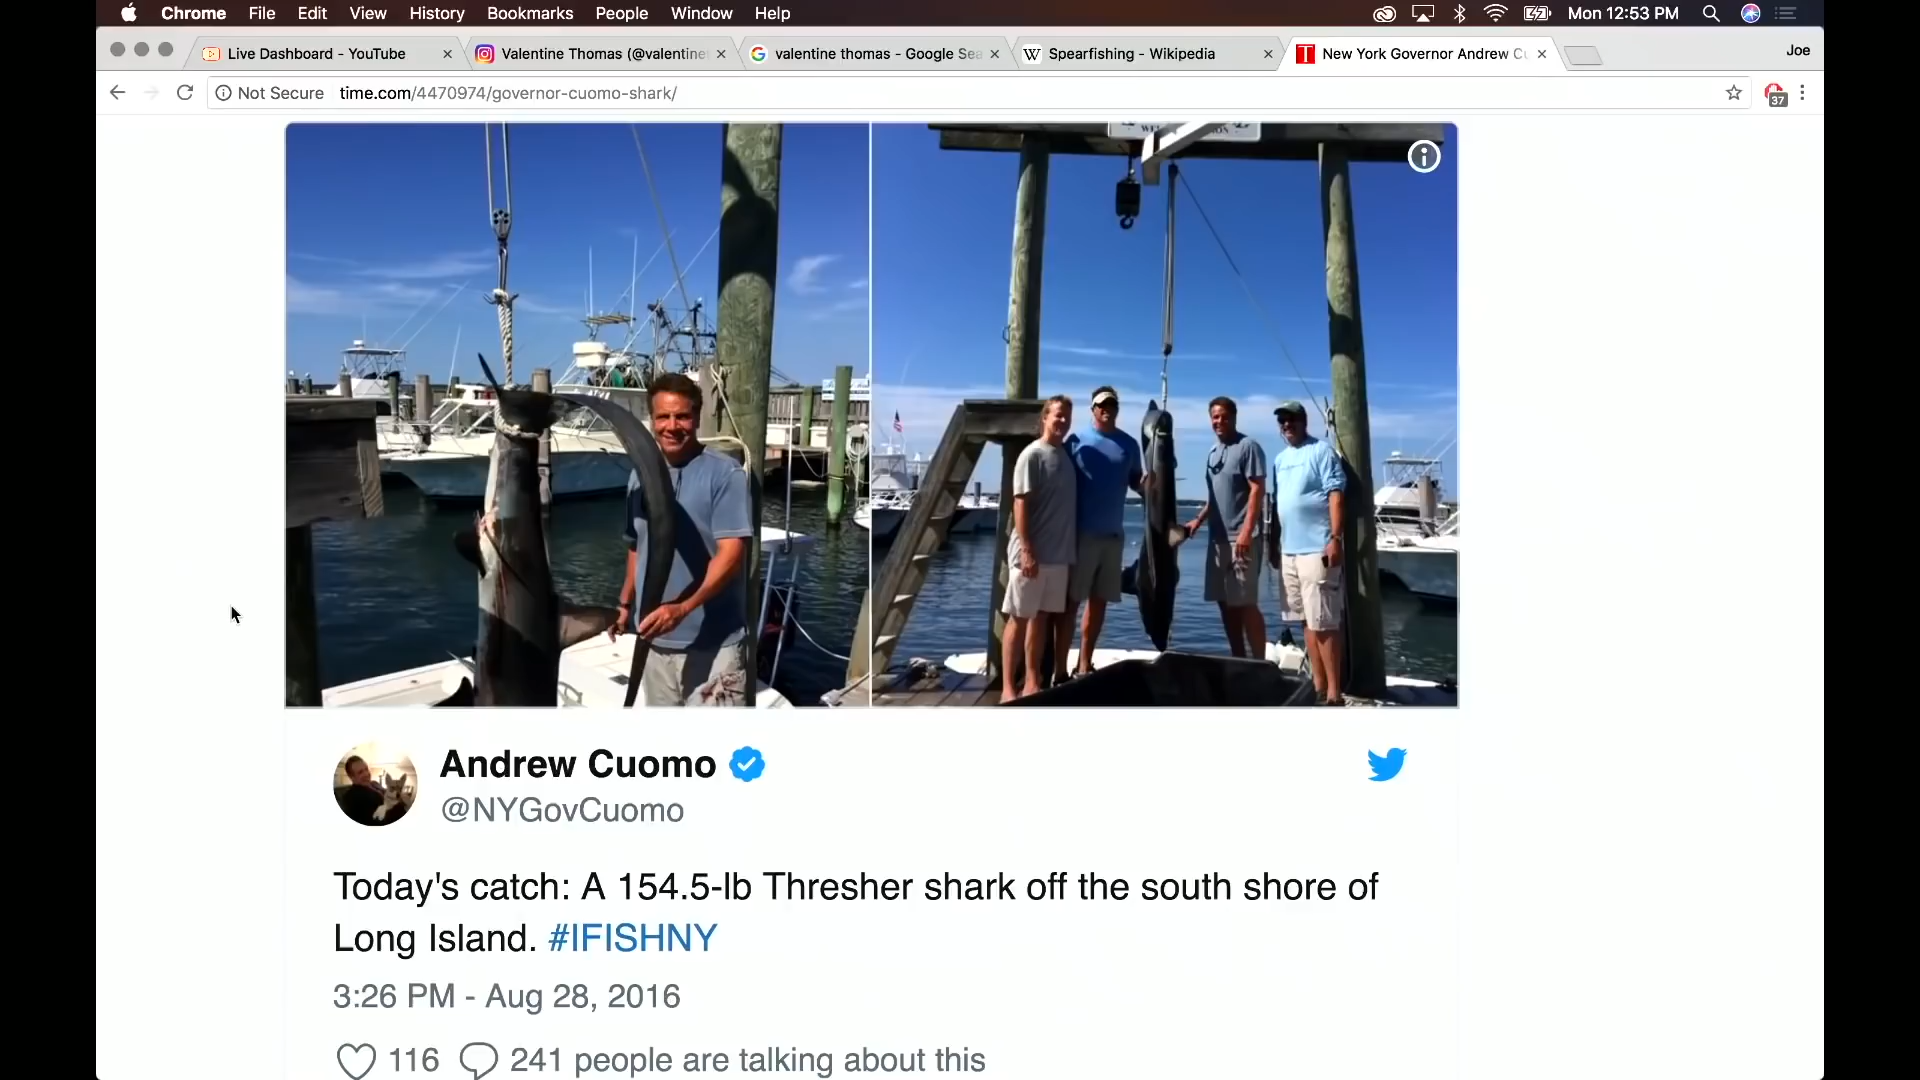 Chrome File Edit View History Bookmarks People Window Help Mon 12:53 PM
Live Dashboard - YouTube Valentine Thomas (@valentine valentine thomas - Google Sea Spearfishing - Wikipedia New York Governor Andrew Cu Joe
Not Secure time.com/4470974/governor-cuomo-shark/ 37
Andrew Cuomo
@NYGovCuomo
Today's catch: A 154.5-lb Thresher shark off the south shore of
Long Island. #IFISHNY
3:26 PM - Aug 28, 2016
116 241 people are talking about this